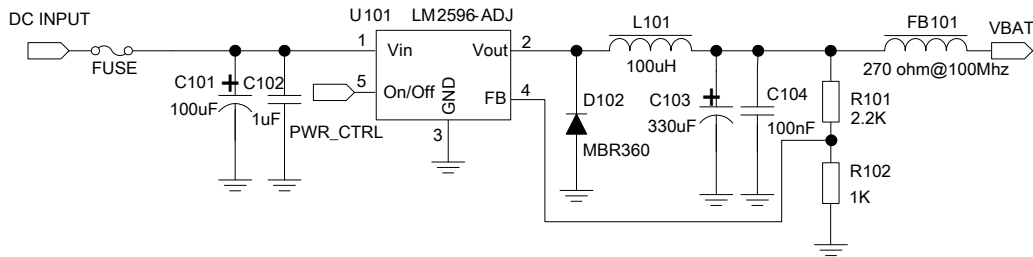 DC INPUT
FUSE
C101
100uF
+
C102
1uF
U101
LM2596-ADJ
1
Vin
Vout
2
5
On/Off
GND
FB
4
3
PWR_CTRL
D102
MBR360
L101
100uH
C103
330uF
+
C104
100nF
R101
2.2K
R102
1K
FB101
270 ohm@100Mhz
VBAT